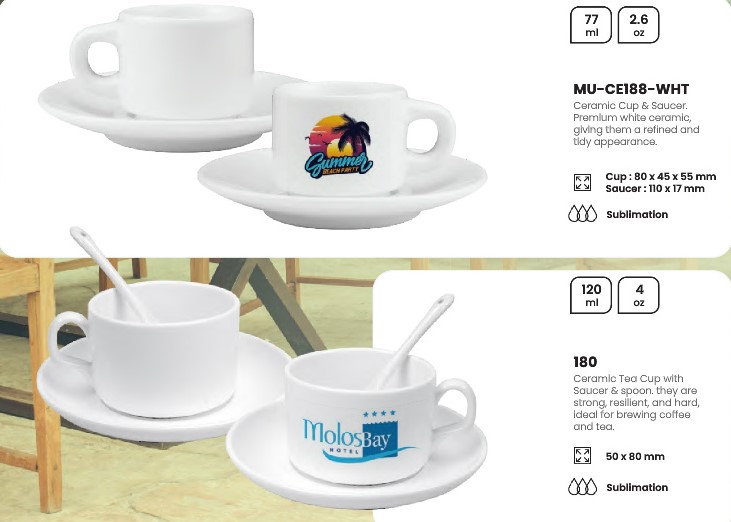 77
ml
2.6
oz
MU-CE188-WHT
Ceramic Cup & Saucer.
Premium white ceramic,
giving them a refined and
tidy appearance.
Cup : 80 x 45 x 55 mm
Saucer : 110 x 17 mm
Sublimation
Summer
BEACH PARTY
120
ml
4
oz
180
Ceramic Tea Cup with
Saucer & spoon. they are
strong, resilient, and hard,
ideal for brewing coffee
and tea.
50 x 80 mm
Sublimation
MolosBay
HOTEL